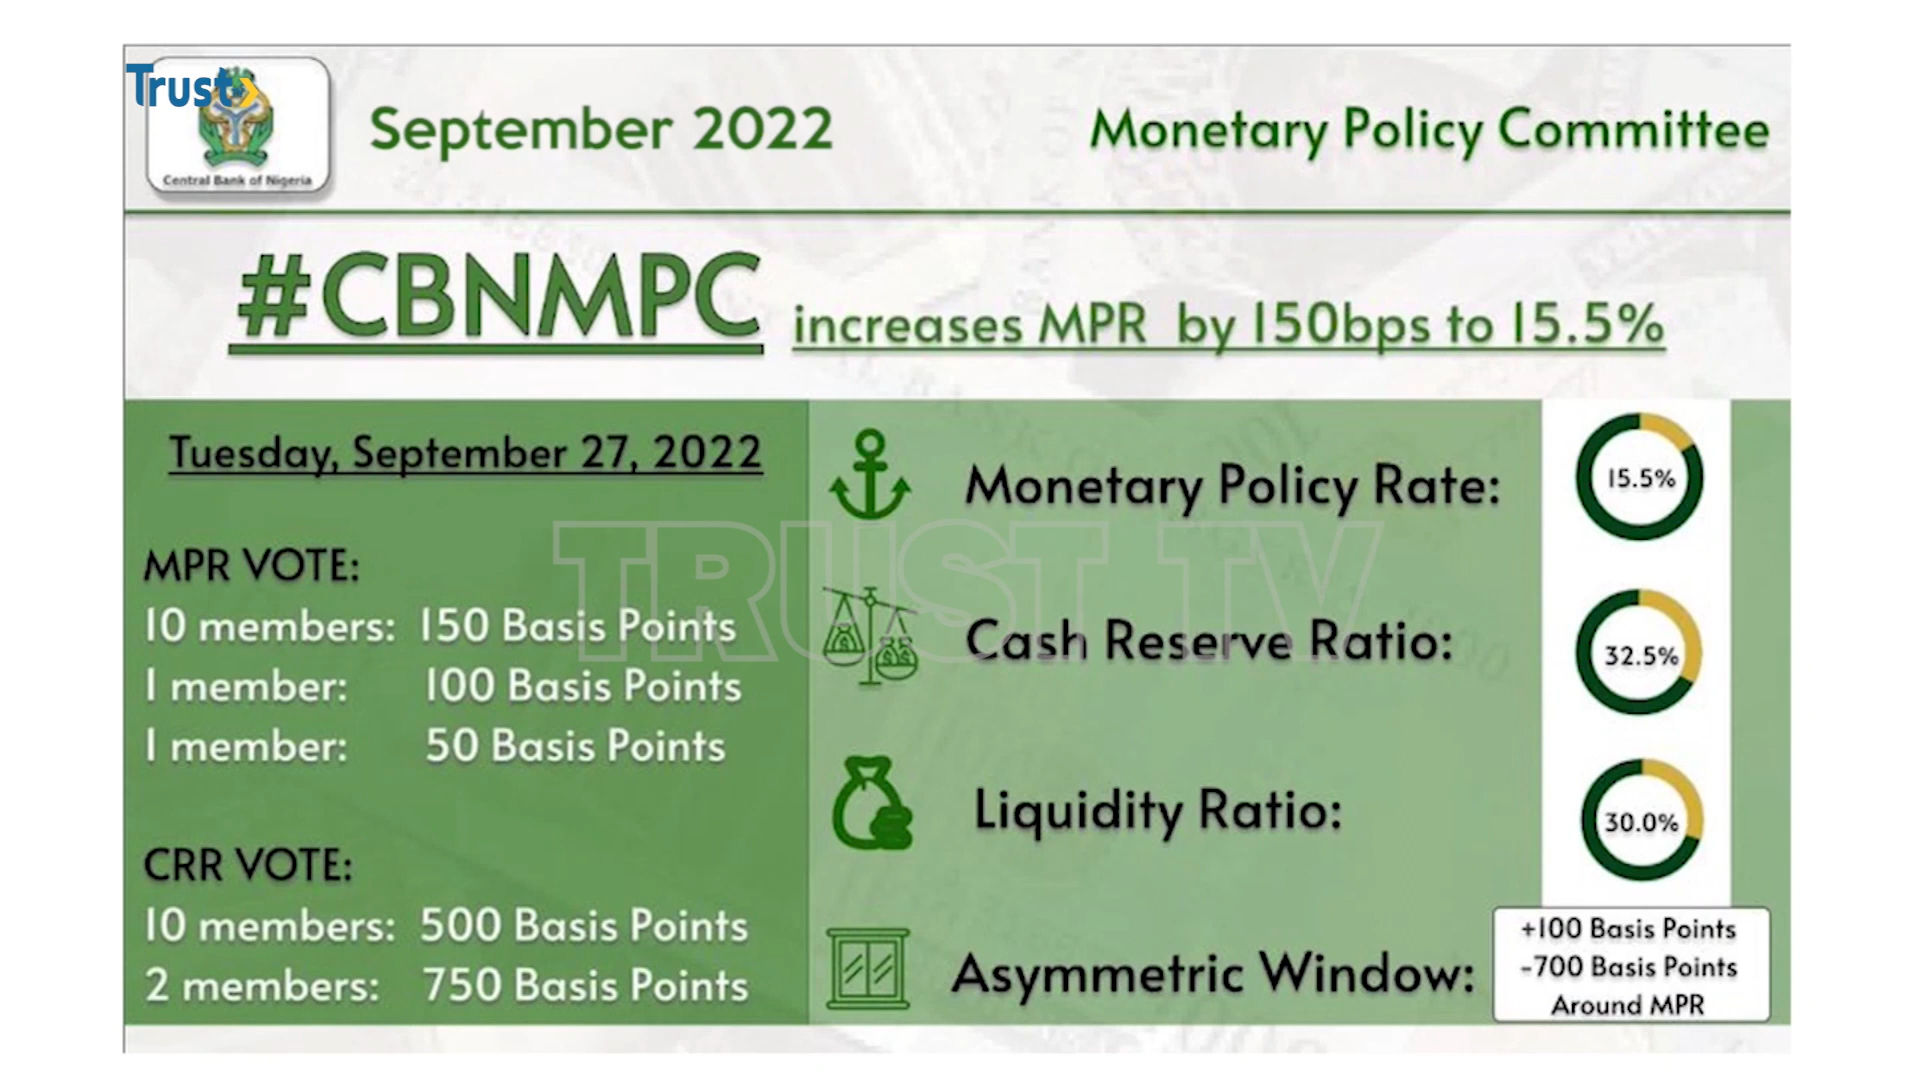 Trust
Central Bank of Nigeria
September 2022
Monetary Policy Committee
#CBNMPC increases MPR by 150bps to 15.5%
Tuesday, September 27, 2022
MPR VOTE:
10 members: 150 Basis Points
1 member: 100 Basis Points
1 member: 50 Basis Points
CRR VOTE:
10 members: 500 Basis Points
2 members: 750 Basis Points
Monetary Policy Rate: 15.5%
Cash Reserve Ratio: 32.5%
Liquidity Ratio: 30.0%
Asymmetric Window:
+100 Basis Points
-700 Basis Points
Around MPR
TRUST TV